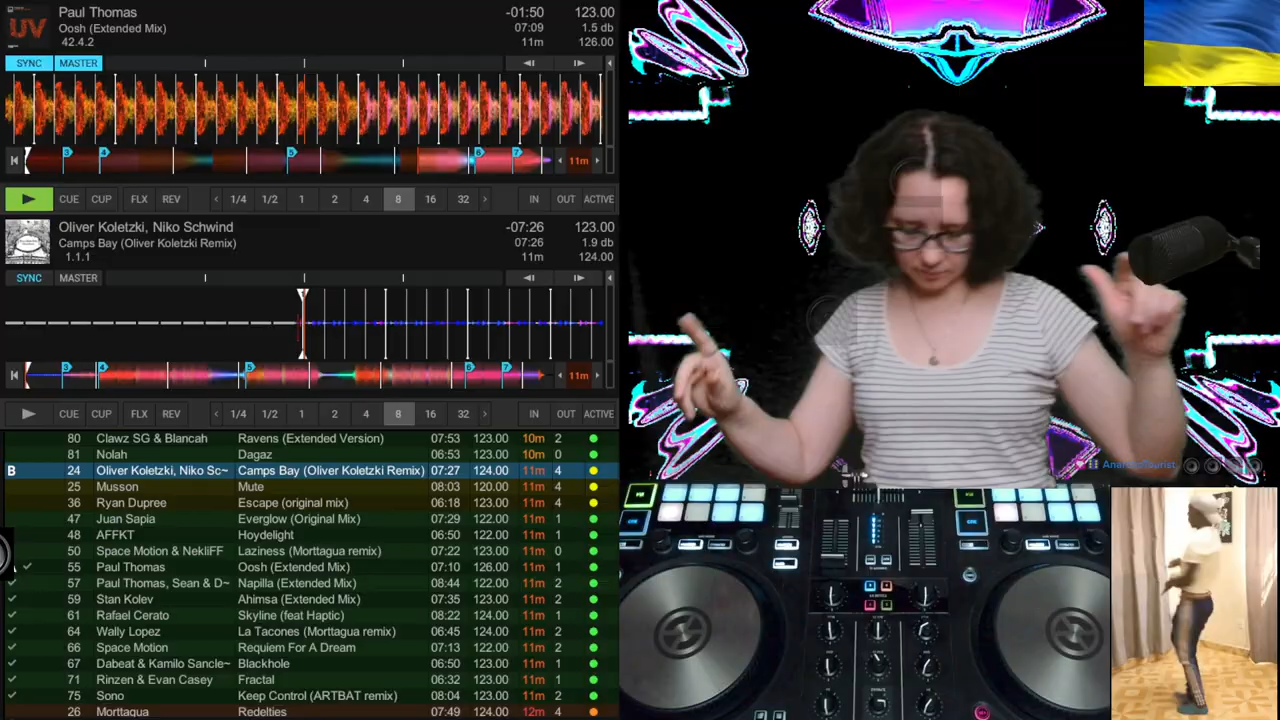 UV
Paul Thomas -01:50 123.00
Oosh (Extended Mix) 07:09 1.5 db
42.4.2 11m 126.00
SYNC MASTER
3 4 5 6 7 11m
CUE CUP FLX REV 1/4 1/2 1 2 4 8 16 32 IN OUT ACTIVE
Oliver Koletzki, Niko Schwind -07:26 123.00
Camps Bay (Oliver Koletzki Remix) 07:26 1.9 db
1.1.1 11m 124.00
SYNC MASTER
3 4 5 6 7 11m
CUE CUP FLX REV 1/4 1/2 1 2 4 8 16 32 IN OUT ACTIVE
80 Clawz SG & Blancah Ravens (Extended Version) 07:53 123.00 10m 2
81 Nolah Dagaz 06:53 123.00 10m 0
B 24 Oliver Koletzki, Niko Sc~ Camps Bay (Oliver Koletzki Remix) 07:27 124.00 11m 4
25 Musson Mute 08:03 120.00 11m 4
36 Ryan Dupree Escape (original mix) 06:18 123.00 11m 4
47 Juan Sapia Everglow (Original Mix) 07:29 122.00 11m 1
48 AFFKT Hoydelight 06:50 122.00 11m 1
50 Space Motion & NekliFF Laziness (Morttagua remix) 07:22 123.00 11m 0
55 Paul Thomas Oosh (Extended Mix) 07:10 126.00 11m 1
57 Paul Thomas, Sean & D~ Napilla (Extended Mix) 08:44 122.00 11m 2
59 Stan Kolev Ahimsa (Extended Mix) 07:35 122.00 11m 1
61 Rafael Cerato Skyline (feat Haptic) 08:22 124.00 11m 1
64 Wally Lopez La Tacones (Morttagua remix) 06:45 124.00 11m 2
66 Space Motion Requiem For A Dream 07:13 122.00 11m 2
67 Dabeat & Kamilo Sancle~ Blackhole 06:50 123.00 11m 1
71 Rinzen & Evan Casey Fractal 06:32 123.00 11m 1
75 Sono Keep Control (ARTBAT remix) 08:04 123.00 11m 2
26 Morttagua Redelties 07:49 124.00 12m 4